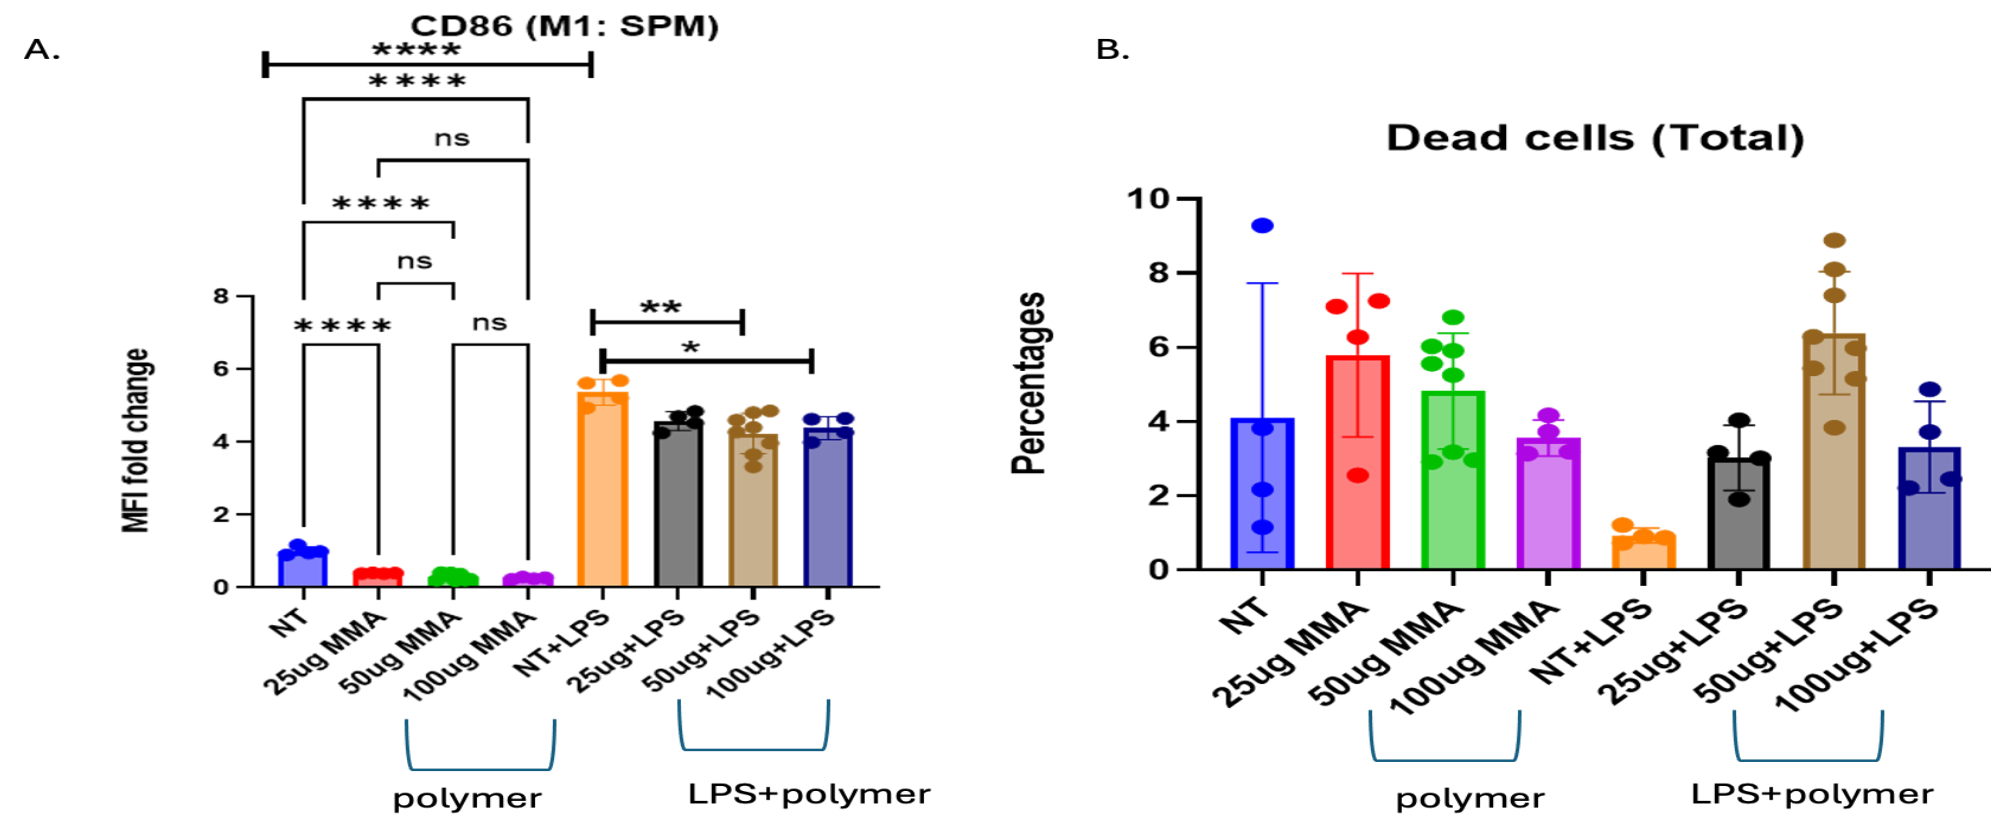 A.
CD86 (M1: SPM)
****
****
ns
****
ns
****
ns
**
*
MFI fold change
8
6
4
2
0
NT
25ug MMA
50ug MMA
100ug MMA
NT+LPS
25ug+LPS
50ug+LPS
100ug+LPS
polymer
LPS+polymer
B.
Dead cells (Total)
Percentages
10
8
6
4
2
0
NT
25ug MMA
50ug MMA
100ug MMA
NT+LPS
25ug+LPS
50ug+LPS
100ug+LPS
polymer
LPS+polymer